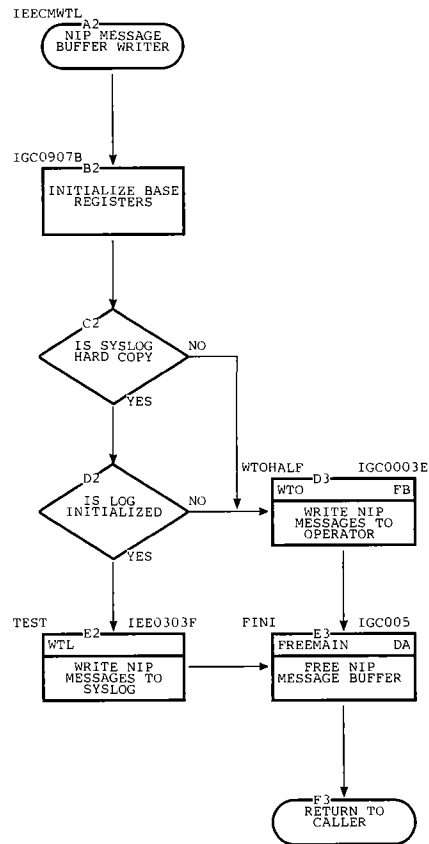 IEECMWTL
A2
NIP MESSAGE
BUFFER WRITER
IGC0907B
B2
INITIALIZE BASE
REGISTERS
C2
IS SYSLOG
HARD COPY
NO
YES
D2
IS LOG
INITIALIZED
NO
YES
WTOHALF IGC0003E
D3
WTO FB
WRITE NIP
MESSAGES TO
OPERATOR
TEST IEE0303F
E2
WTL
WRITE NIP
MESSAGES TO
SYSLOG
FINI IGC005
E3
FREEMAIN DA
FREE NIP
MESSAGE BUFFER
F3
RETURN TO
CALLER